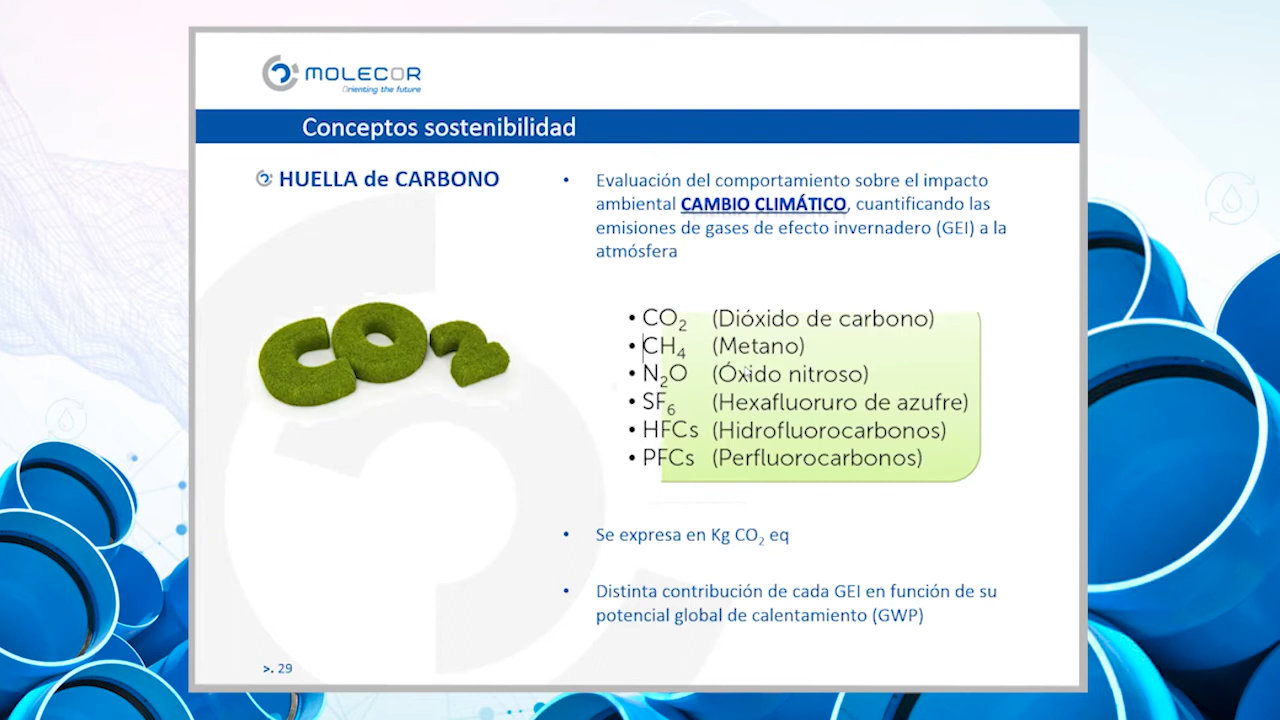 MOLECOR
Orienting the future
Conceptos sostenibilidad
HUELLA de CARBONO
• Evaluación del comportamiento sobre el impacto
ambiental CAMBIO CLIMÁTICO, cuantificando las
emisiones de gases de efecto invernadero (GEI) a la
atmósfera
CO2
• CO₂ (Dióxido de carbono)
• CH₄ (Metano)
• N₂O (Óxido nitroso)
• SF₆ (Hexafluoruro de azufre)
• HFCs (Hidrofluorocarbonos)
• PFCs (Perfluorocarbonos)
• Se expresa en Kg CO₂ eq
• Distinta contribución de cada GEI en función de su
potencial global de calentamiento (GWP)
>. 29